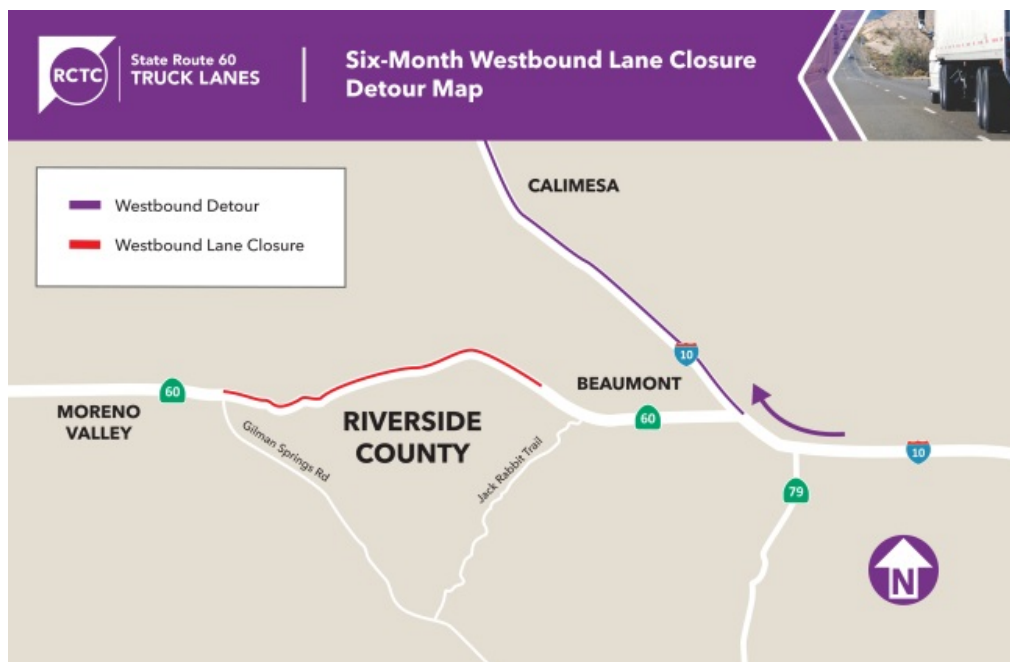 RCTC
State Route 60
TRUCK LANES
Six-Month Westbound Lane Closure
Detour Map
Westbound Detour
Westbound Lane Closure
CALIMESA
10
BEAUMONT
60
MORENO
VALLEY
RIVERSIDE
COUNTY
60
Gilman Springs Rd
Jack Rabbit Trail
10
79
N